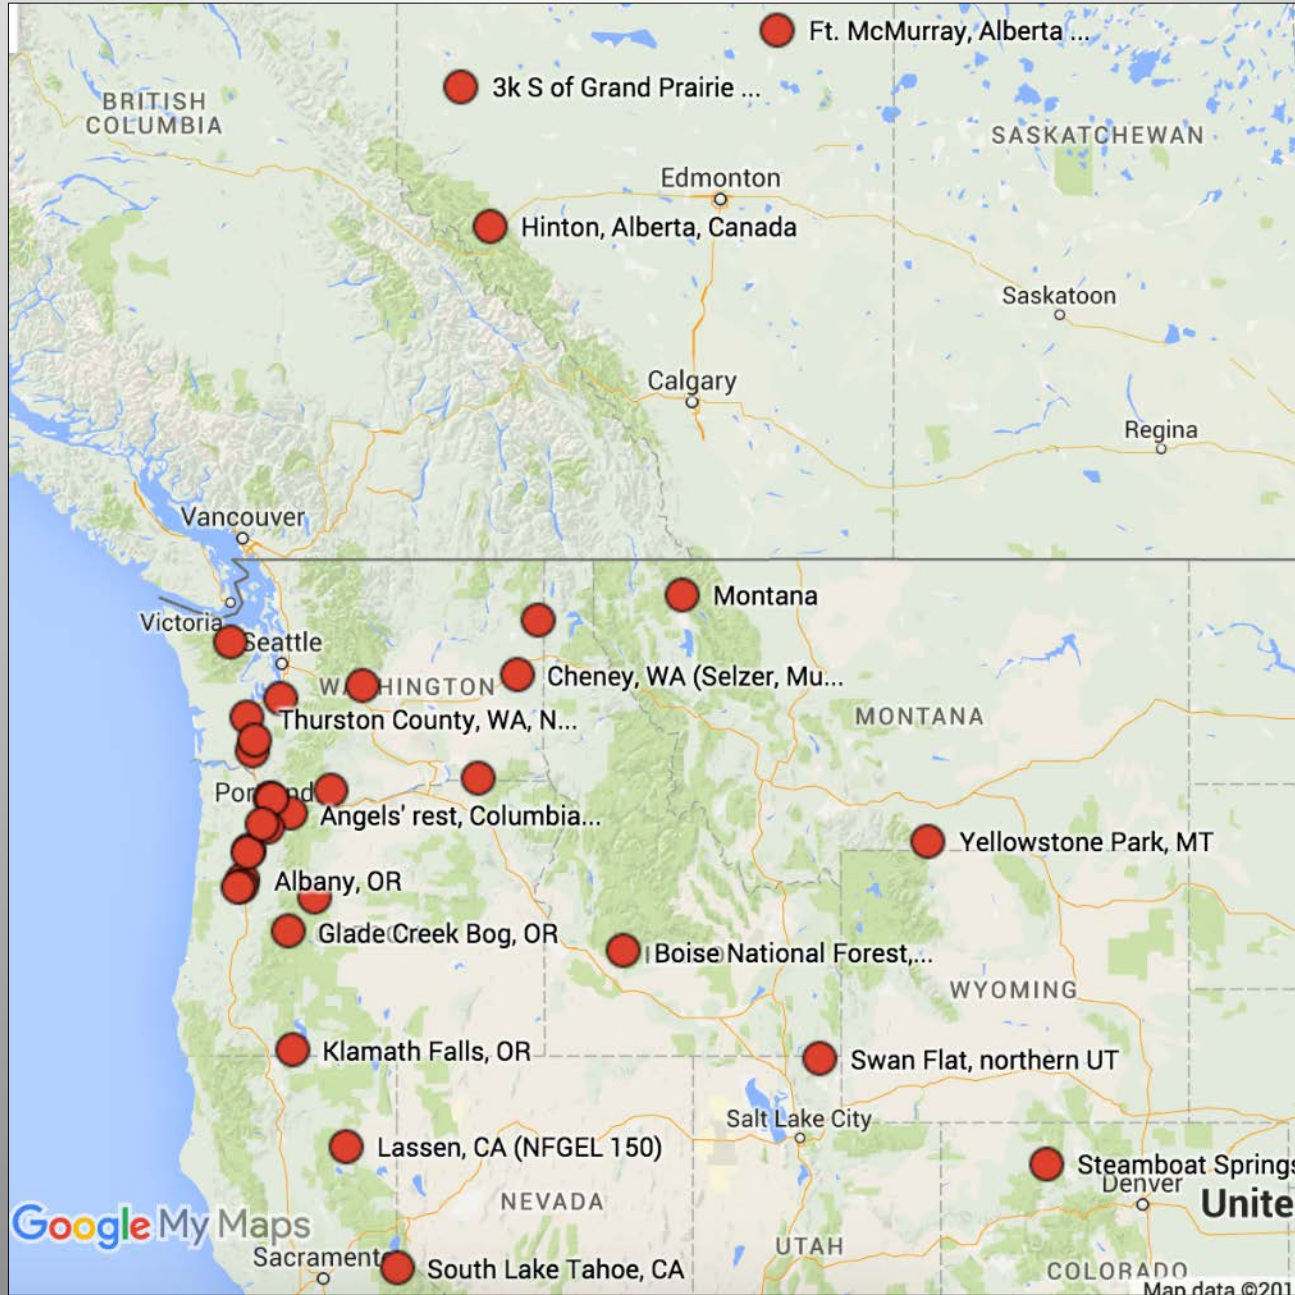 Ft. McMurray, Alberta ...
3k S of Grand Prairie ...
BRITISH
COLUMBIA
SASKATCHEWAN
Edmonton
Hinton, Alberta, Canada
Saskatoon
Calgary
Regina
Vancouver
Montana
Victoria
Seattle
Cheney, WA (Selzer, Mu...
WASHINGTON
MONTANA
Thurston County, WA, N...
Portland
Angels' rest, Columbia...
Yellowstone Park, MT
Albany, OR
Glade Creek Bog, OR
Boise National Forest,...
WYOMING
Klamath Falls, OR
Swan Flat, northern UT
Salt Lake City
Lassen, CA (NFGEL 150)
Steamboat Springs
Denver
NEVADA
Unite
Google My Maps
UTAH
Sacramento
South Lake Tahoe, CA
COLORADO
Map data ©201